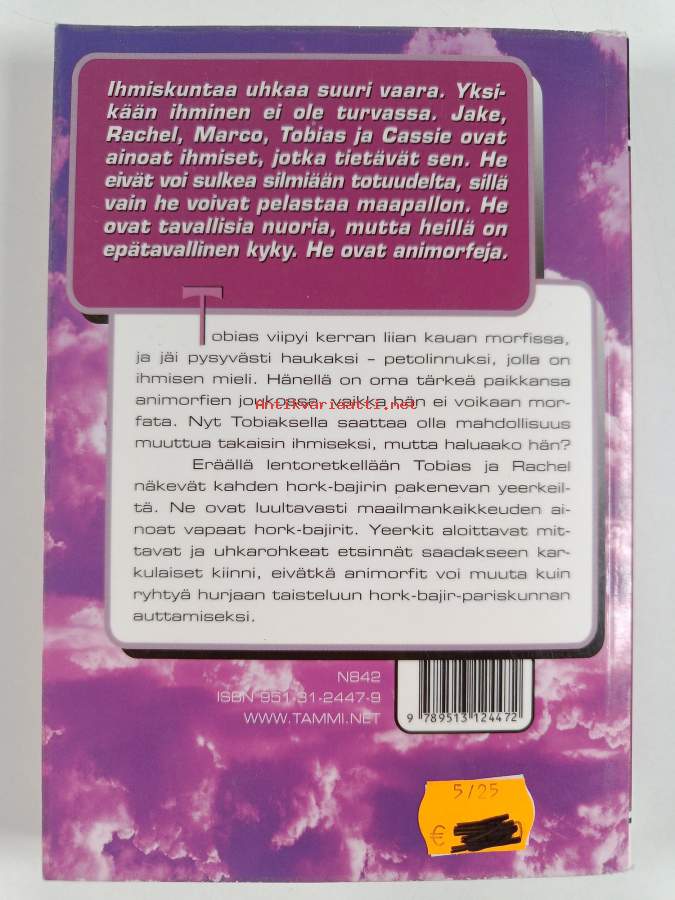 Ihmiskuntaa uhkaa suuri vaara. Yksi-
kään ihminen ei ole turvassa. Jake,
Rachel, Marco, Tobias ja Cassie ovat
ainoat ihmiset, jotka tietävät sen. He
eivät voi sulkea silmiään totuudelta, sillä
vain he voivat pelastaa maapallon. He
ovat tavallisia nuoria, mutta heillä on
epätavallinen kyky. He ovat animorfeja.
Tobias viipyi kerran liian kauan morfissa,
ja jäi pysyvästi haukaksi – petolinnuksi, jolla on
ihmisen mieli. Hänellä on oma tärkeä paikkansa
animorfien joukossa, vaikka hän ei voikaan mor-
Antikvariaatti.net
fata. Nyt Tobiaksella saattaa olla mahdollisuus
muuttua takaisin ihmiseksi, mutta haluaako hän?
Eräällä lentoretkellään Tobias ja Rachel
näkevät kahden hork-bajirin pakenevan yeerkeil-
tä. Ne ovat luultavasti maailmankaikkeuden ai-
noat vapaat hork-bajirit. Yeerkit aloittavat mit-
tavat ja uhkarohkeat etsinnät saadakseen kar-
kulaiset kiinni, eivätkä animorfit voi muuta kuin
ryhtyä hurjaan taisteluun hork-bajir-pariskunnan
auttamiseksi.
N842
ISBN 951-31-2447-9
WWW.TAMMI.NET
9 789513 124472
5/25
€